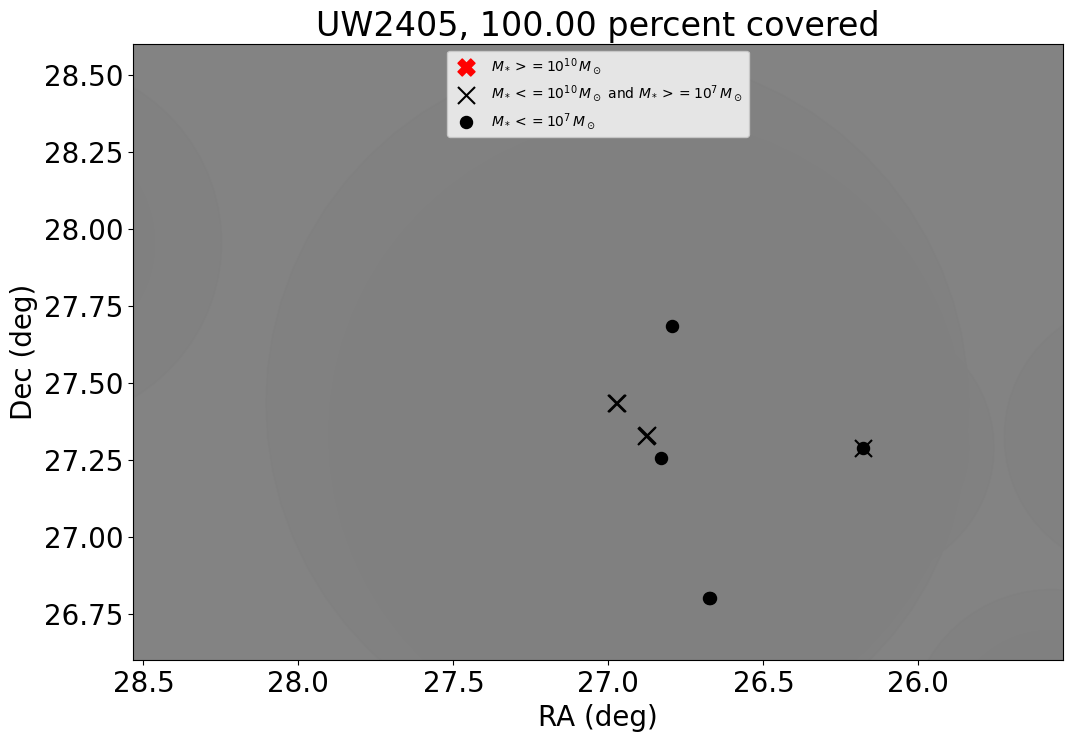 UW2405, 100.00 percent covered
M* >= 10^10 M⊙
M* <= 10^10 M⊙ and M* >= 10^7 M⊙
M* <= 10^7 M⊙
28.50
28.25
28.00
27.75
27.50
27.25
27.00
26.75
Dec (deg)
28.5 28.0 27.5 27.0 26.5 26.0
RA (deg)